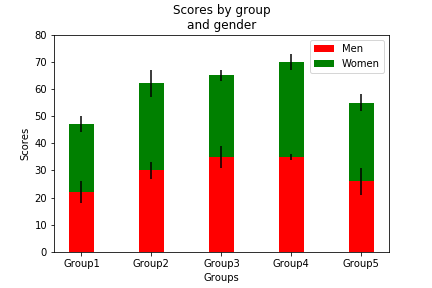 Scores by group
and gender
Men
Women
Scores
80
70
60
50
40
30
20
10
0
Group1 Group2 Group3 Group4 Group5
Groups